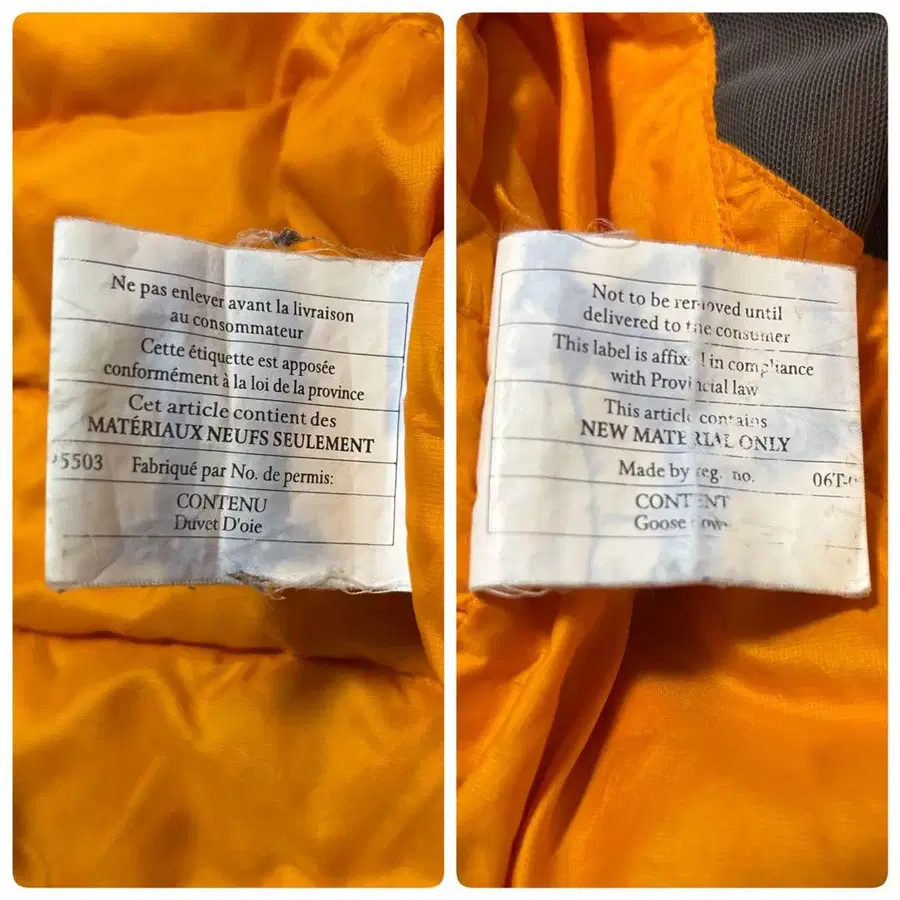 Ne pas enlever avant la livraison
au consommateur
Cette étiquette est apposée
conformément à la loi de la province
Cet article contient des
MATÉRIAUX NEUFS SEULEMENT
5503 Fabriqué par No. de permis:
CONTENU
Duvet D'oie
Not to be removed until
delivered to the consumer
This label is affixed in compliance
with Provincial law
This article contains
NEW MATERIAL ONLY
Made by reg. no. 06T-
CONTENT
Goose down